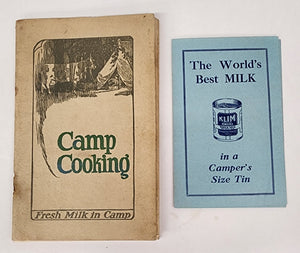 Camp
Cooking
Fresh Milk in Camp
The World's
Best MILK
KLIM
in a
Camper's
Size Tin